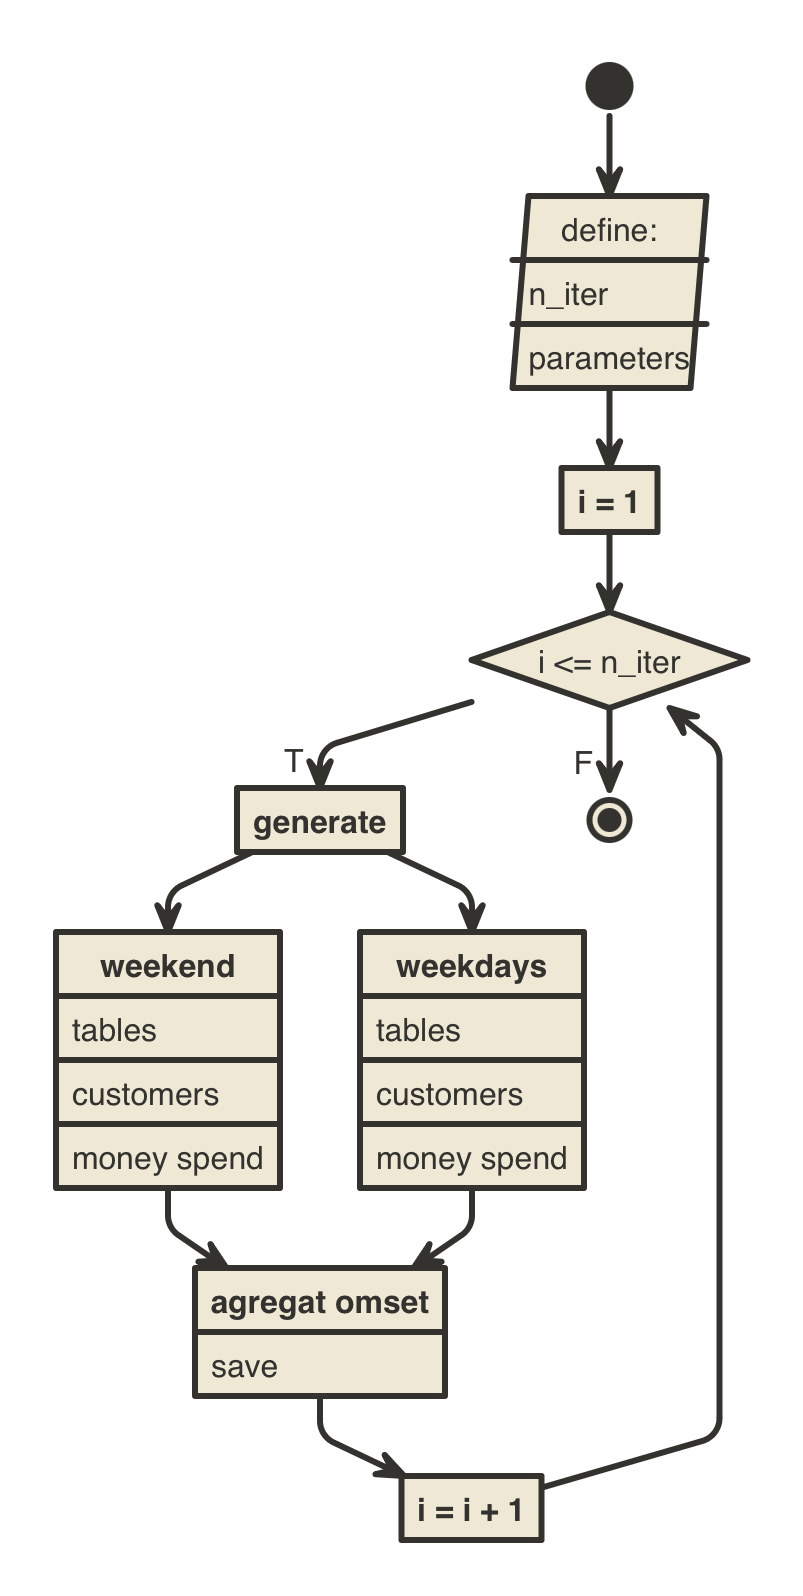 define:
n_iter
parameters
i = 1
i <= n_iter
T
F
generate
weekend
tables
customers
money spend
weekdays
tables
customers
money spend
agregat omset
save
i = i + 1